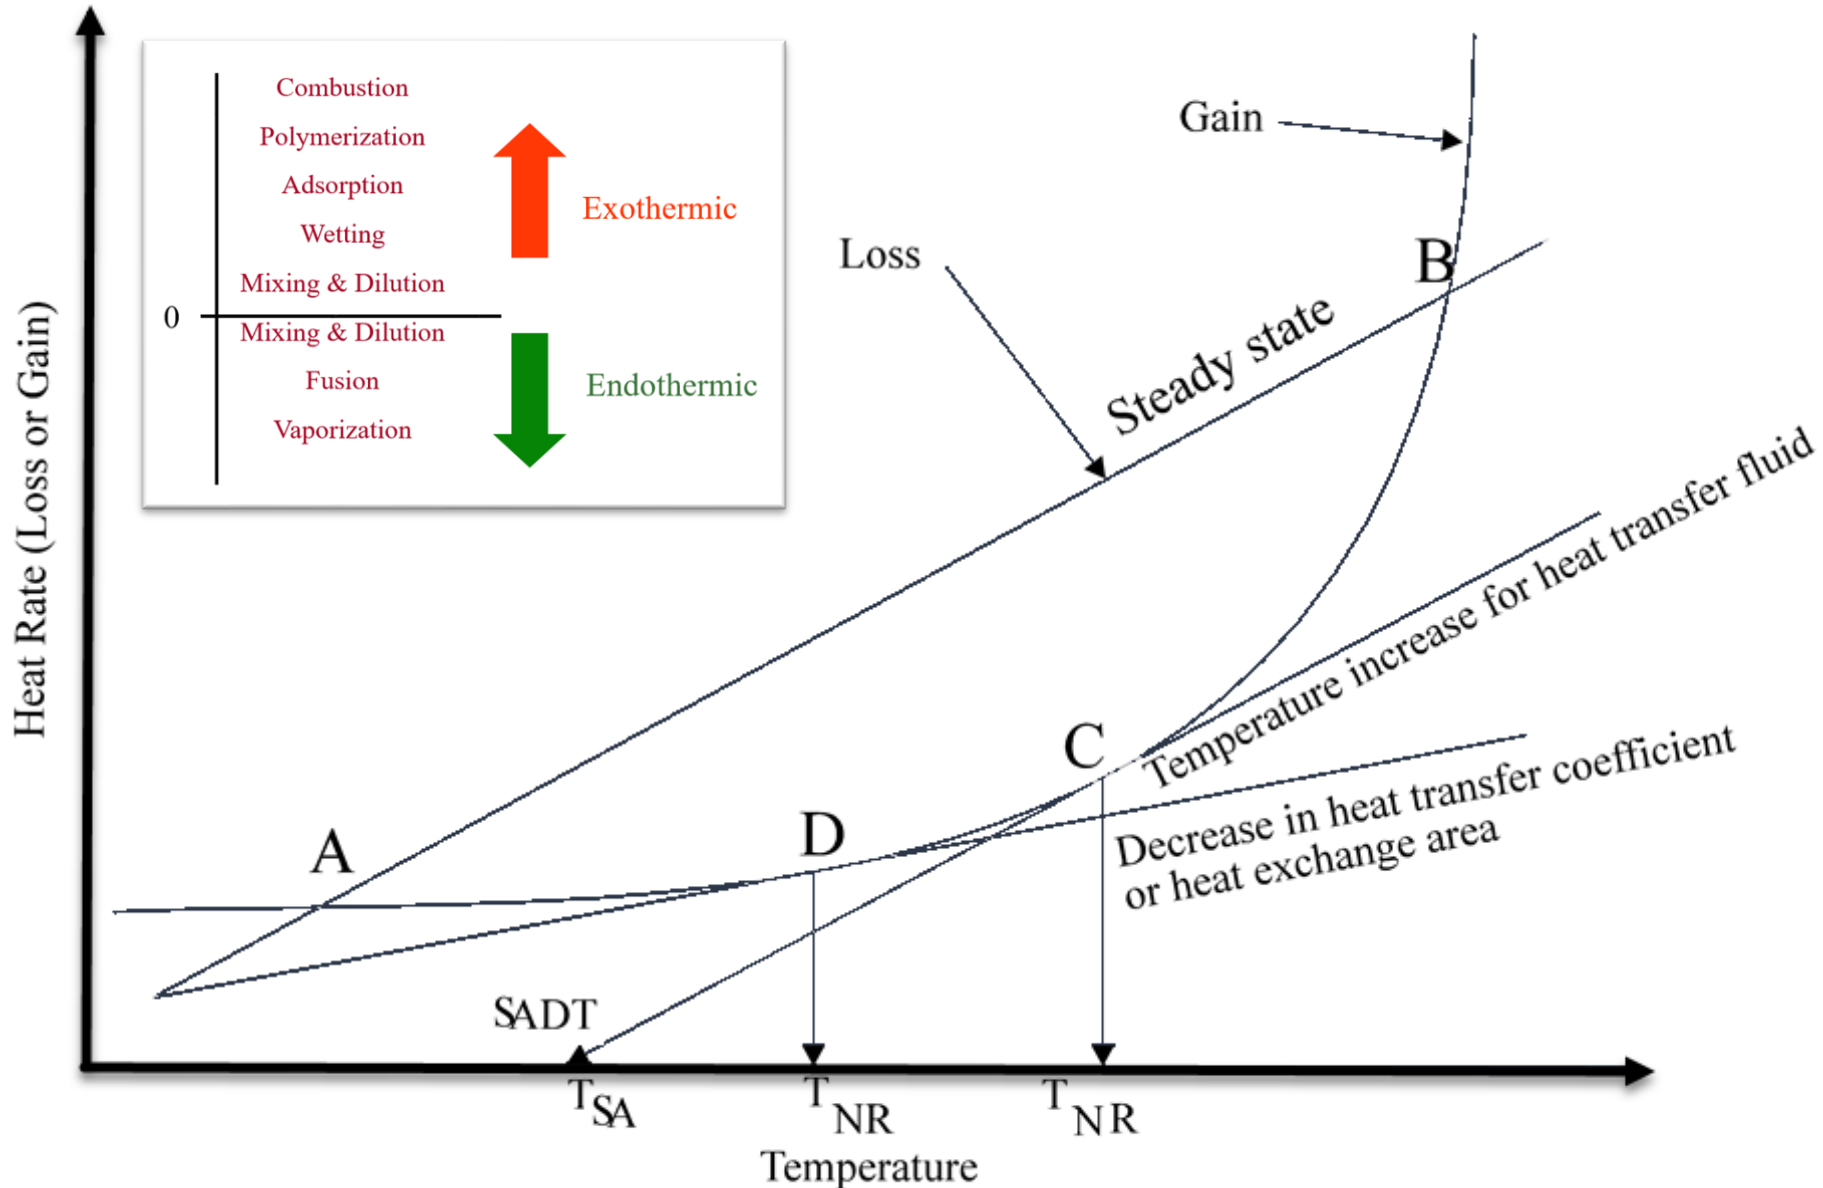 Combustion
Polymerization
Adsorption
Wetting
Mixing & Dilution
0
Mixing & Dilution
Fusion
Vaporization
Exothermic
Endothermic
Gain
Loss
B
Steady state
Heat Rate (Loss or Gain)
Temperature increase for heat transfer fluid
C
Decrease in heat transfer coefficient
or heat exchange area
D
A
SADT
TSA
TNR
TNR
Temperature